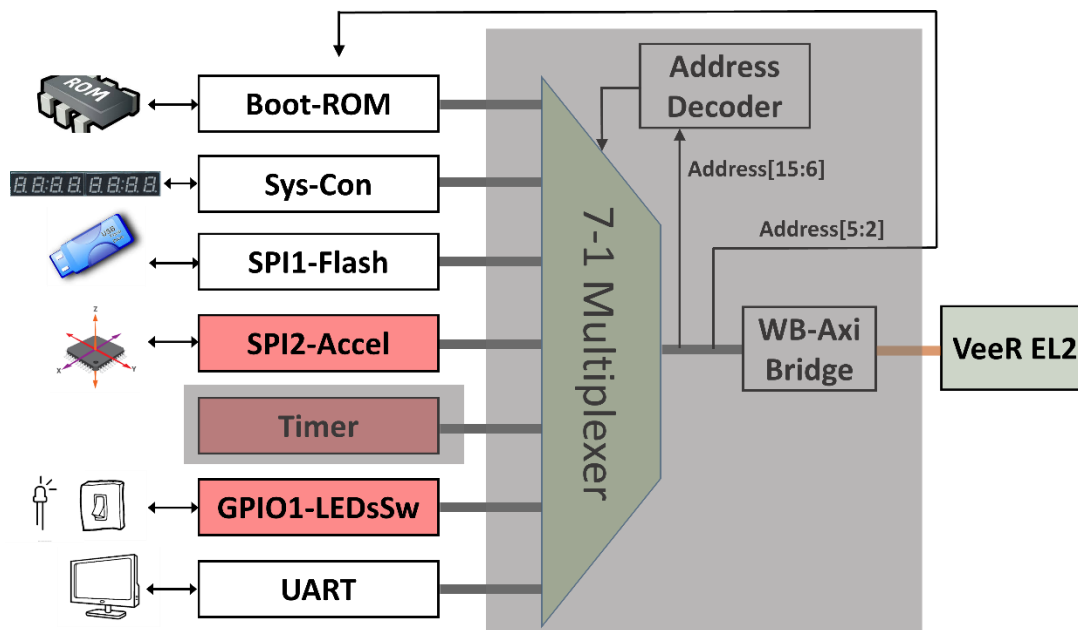 Address
Decoder
ROM
Boot-ROM
Address[15:6]
Sys-Con
Address[5:2]
7-1 Multiplexer
SPI1-Flash
WB-Axi
Bridge
VeeR EL2
Z
SPI2-Accel
X
Y
Timer
GPIO1-LEDsSw
UART